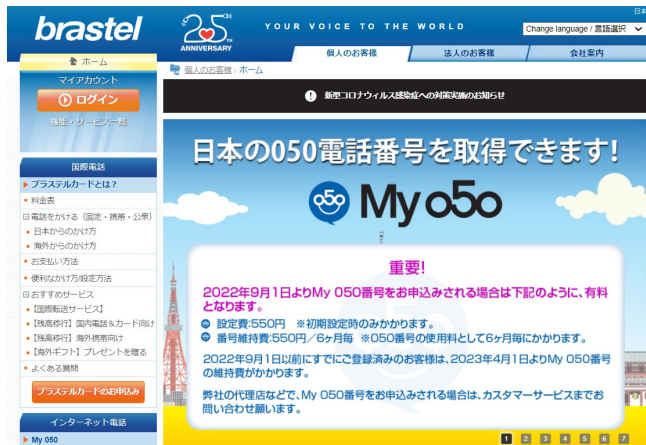 brastel
25th
ANNIVERSARY
YOUR VOICE TO THE WORLD
日本
Change language / 言語選択
個人のお客様
法人のお客様
会社案内
ホーム
個人のお客様 › ホーム
マイアカウント
ログイン
機能・サービス一覧
新型コロナウィルス感染症への対策実施のお知らせ
国際電話
ブラステルカードとは?
料金表
電話をかける（固定・携帯・公衆）
日本からのかけ方
海外からのかけ方
お支払い方法
便利なかけ方/設定方法
おすすめサービス
【国際転送サービス】
【残高移行】国内電話&カード向け
【残高移行】海外携帯向け
【海外ギフト】プレゼントを贈る
よくある質問
ブラステルカードのお申込み
インターネット電話
My 050
日本の050電話番号を取得できます!
050 My 050
重要!
2022年9月1日よりMy 050番号をお申込みされる場合は下記のように、有料
となります。
設定費:550円 ※初期設定時のみかかります。
番号維持費:550円／6ヶ月毎 ※050番号の使用料として6ヶ月毎にかかります。
2022年9月1日以前にすでにご登録済みのお客様は、2023年4月1日よりMy 050番号
の維持費がかかります。
弊社の代理店などで、My 050番号をお申込みされる場合は、カスタマーサービスまでお
問い合わせ願います。
1 2 3 4 5 6 7